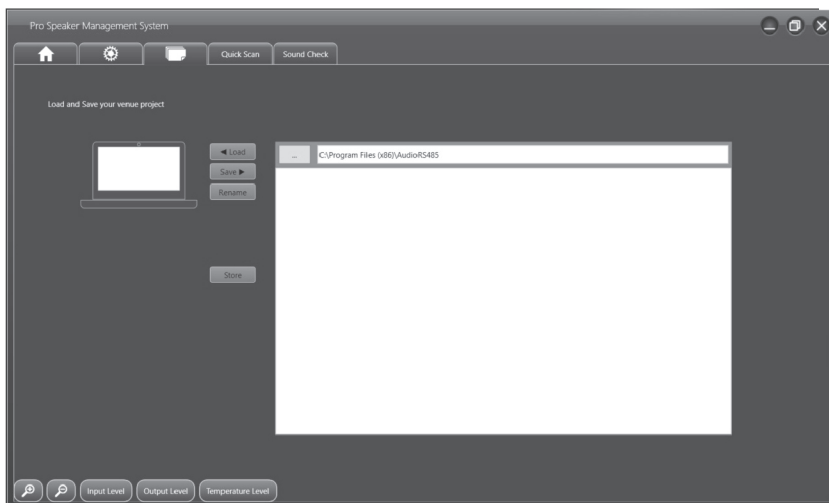 Pro Speaker Management System
Quick Scan
Sound Check
Load and Save your venue project
◀ Load
Save ▶
Rename
... C:\Program Files (x86)\AudioRS485
Store
Input Level
Output Level
Temperature Level